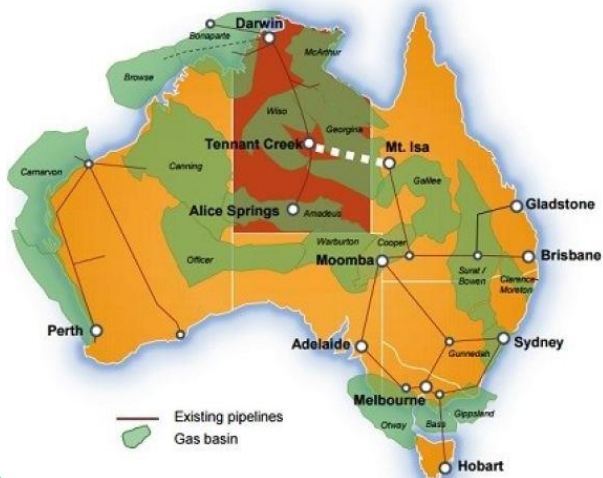 Darwin
Bonaparte
McArthur
Browse
Wiso
Georgina
Tennant Creek
Mt. Isa
Carnarvon
Canning
Galilee
Alice Springs
Amadeus
Gladstone
Warburton
Cooper
Officer
Moomba
Brisbane
Surat /
Bowen
Clarence-
Moreton
Perth
Adelaide
Sydney
Gunnedah
Melbourne
Existing pipelines
Gas basin
Otway
Bass
Gippsland
Hobart